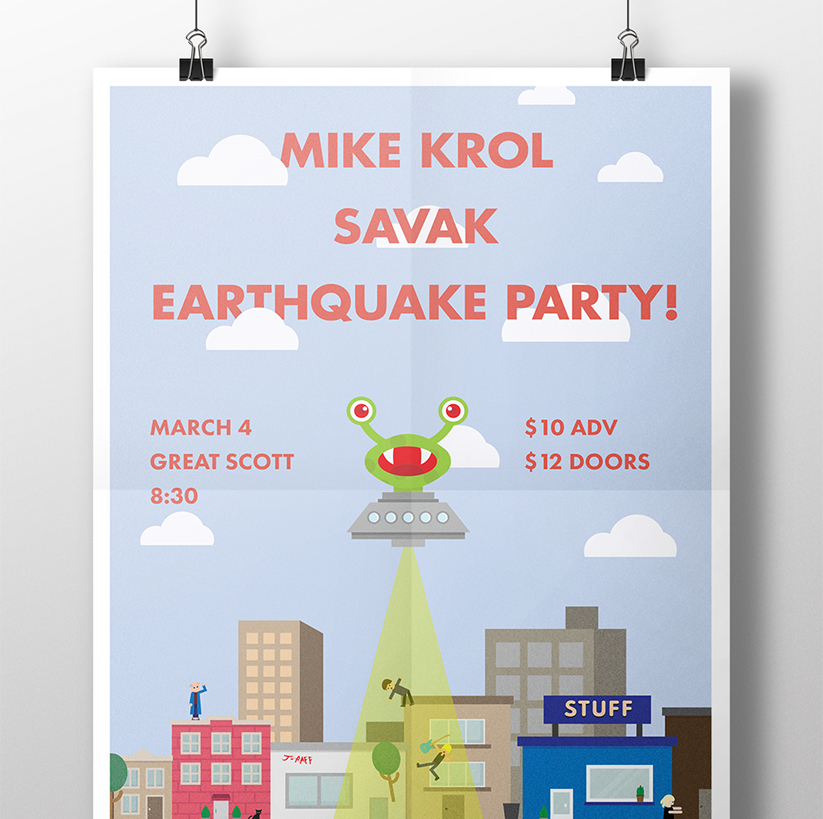 MIKE KROL
SAVAK
EARTHQUAKE PARTY!
MARCH 4
GREAT SCOTT
8:30
$10 ADV
$12 DOORS
STUFF